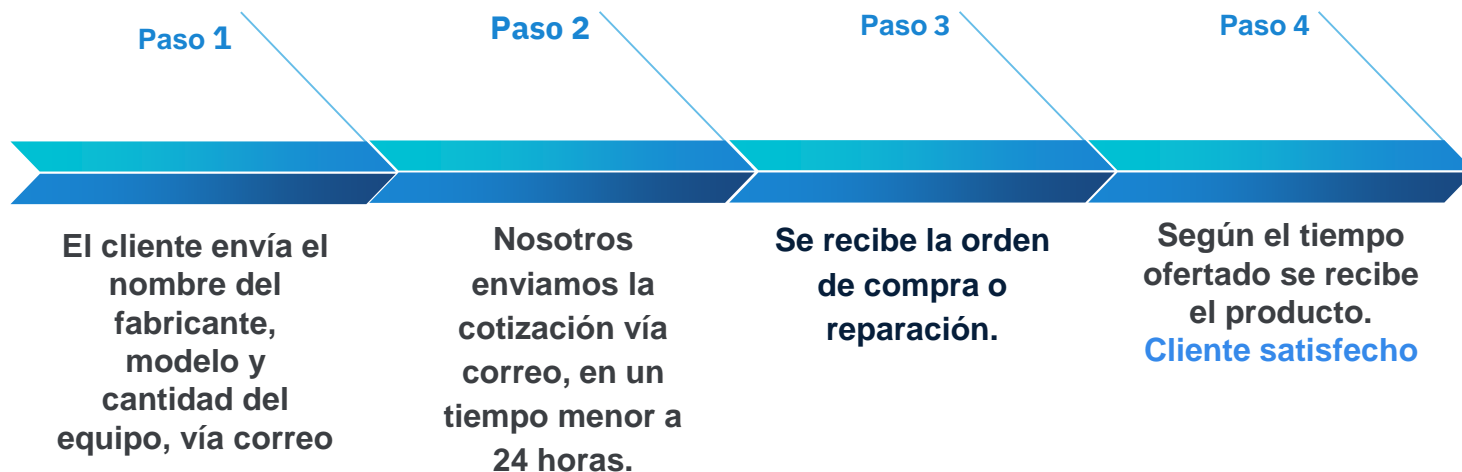 Paso 1
El cliente envía el
nombre del
fabricante,
modelo y
cantidad del
equipo, vía correo
Paso 2
Nosotros
enviamos la
cotización vía
correo, en un
tiempo menor a
24 horas.
Paso 3
Se recibe la orden
de compra o
reparación.
Paso 4
Según el tiempo
ofertado se recibe
el producto.
Cliente satisfecho